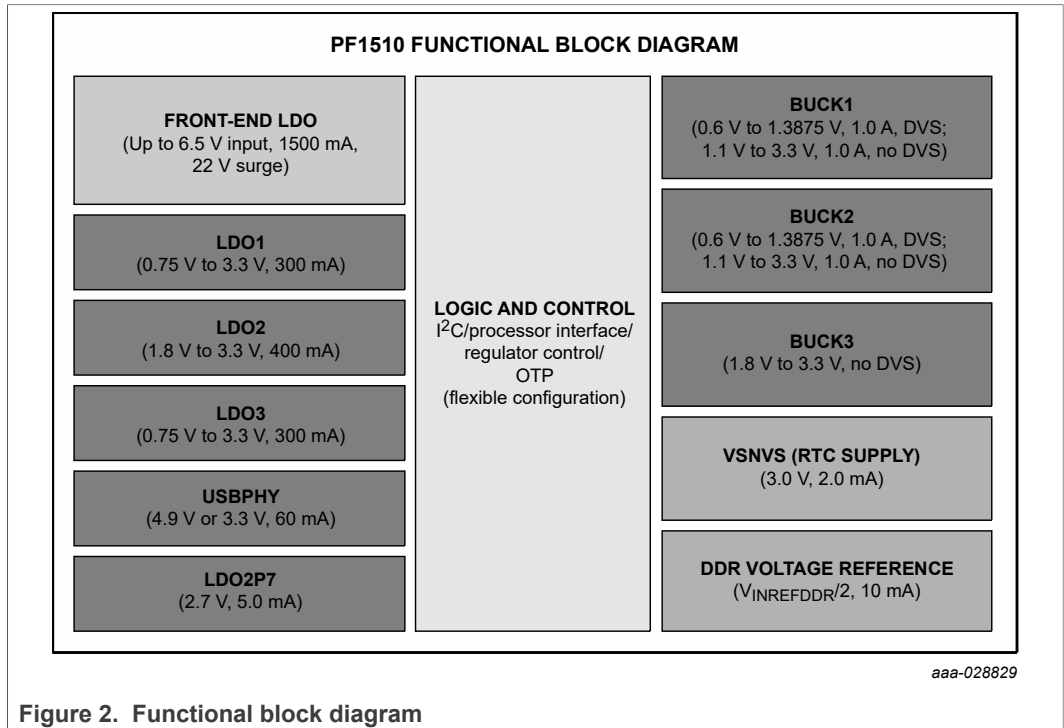 PF1510 FUNCTIONAL BLOCK DIAGRAM
FRONT-END LDO
(Up to 6.5 V input, 1500 mA,
22 V surge)
LDO1
(0.75 V to 3.3 V, 300 mA)
LDO2
(1.8 V to 3.3 V, 400 mA)
LDO3
(0.75 V to 3.3 V, 300 mA)
USBPHY
(4.9 V or 3.3 V, 60 mA)
LDO2P7
(2.7 V, 5.0 mA)
LOGIC AND CONTROL
I2C/processor interface/
regulator control/
OTP
(flexible configuration)
BUCK1
(0.6 V to 1.3875 V, 1.0 A, DVS;
1.1 V to 3.3 V, 1.0 A, no DVS)
BUCK2
(0.6 V to 1.3875 V, 1.0 A, DVS;
1.1 V to 3.3 V, 1.0 A, no DVS)
BUCK3
(1.8 V to 3.3 V, no DVS)
VSNVS (RTC SUPPLY)
(3.0 V, 2.0 mA)
DDR VOLTAGE REFERENCE
(VINREFDDR/2, 10 mA)
aaa-028829
Figure 2. Functional block diagram